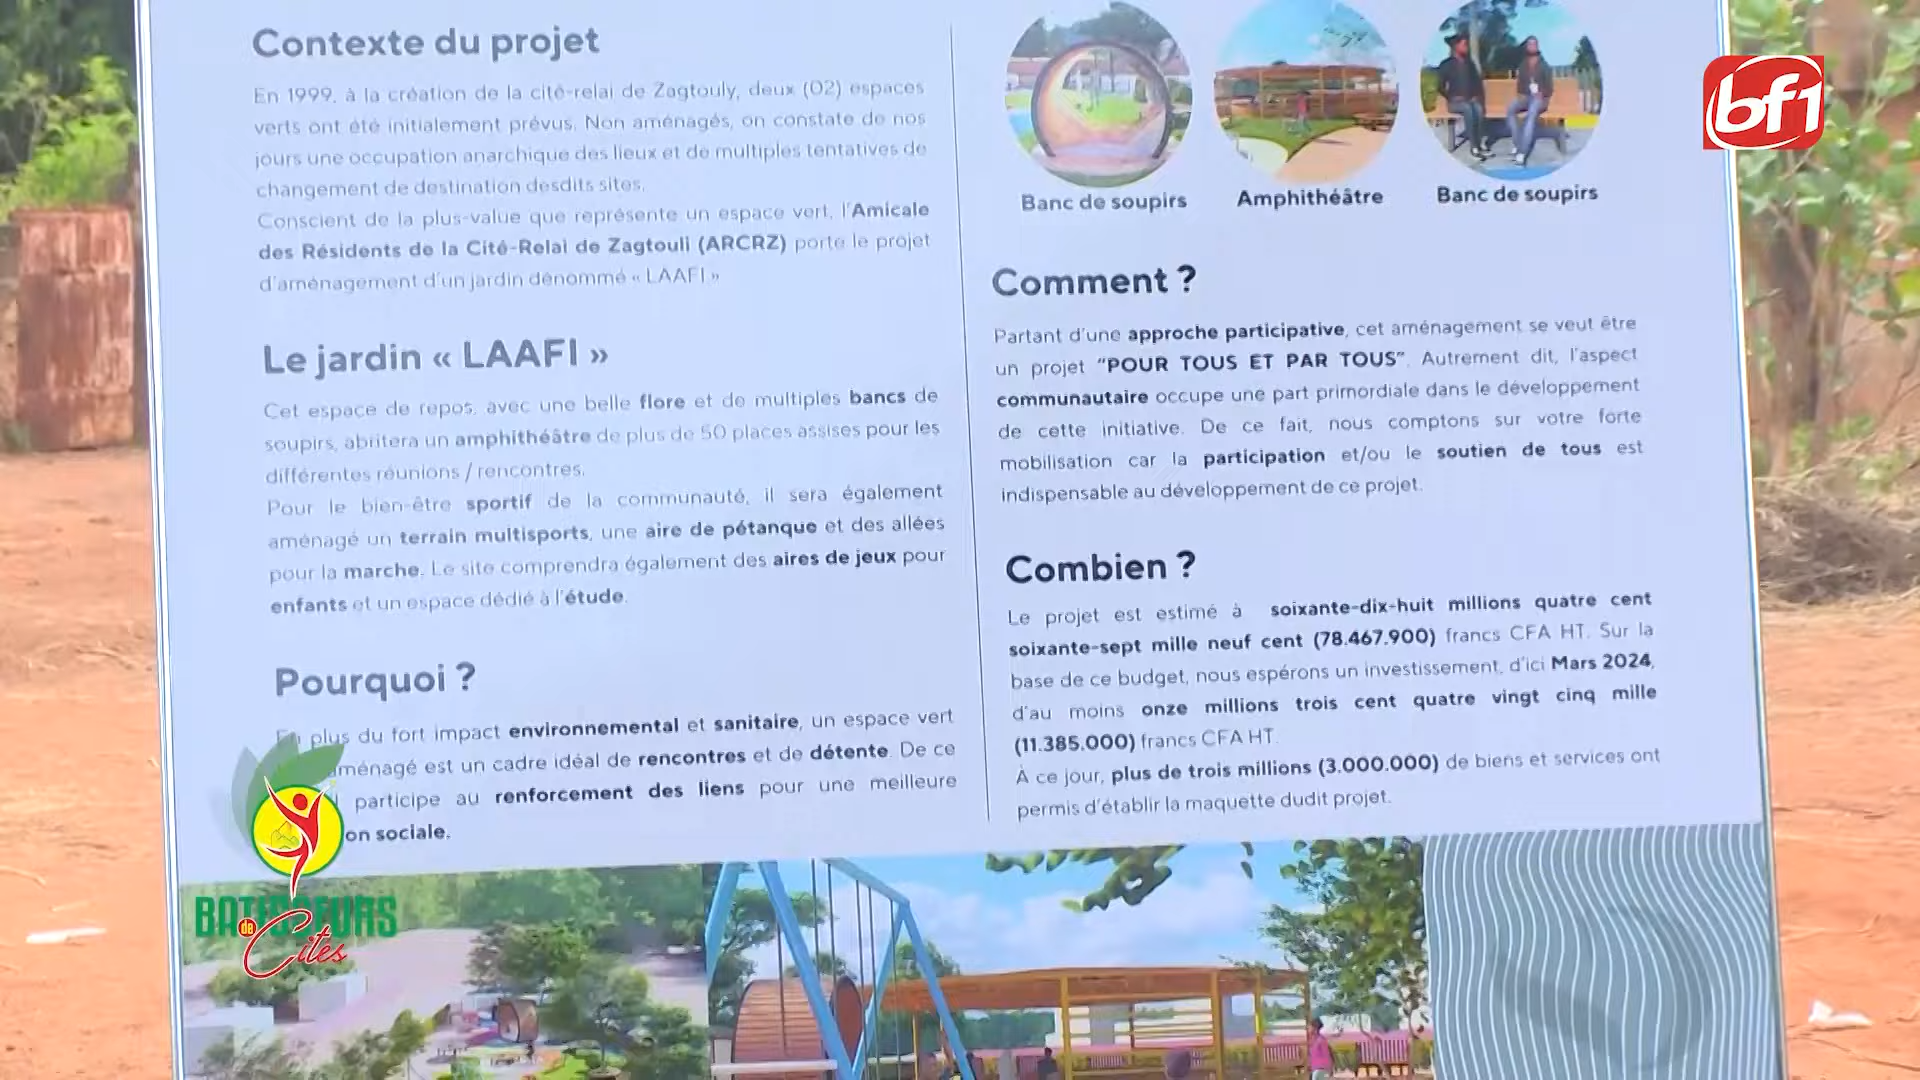 Contexte du projet
En 1999, à la création de la cité-relai de Zagtouly, deux (02) espaces
verts ont été initialement prévus. Non aménagés, on constate de nos
jours une occupation anarchique des lieux et de multiples tentatives de
changement de destination desdits sites.
Conscient de la plus-value que représente un espace vert, l'Amicale
des Résidents de la Cité-Relai de Zagtouli (ARCRZ) porte le projet
d'aménagement d'un jardin dénommé « LAAFI »
Le jardin « LAAFI »
Cet espace de repos, avec une belle flore et de multiples bancs de
soupirs, abritera un amphithéâtre de plus de 50 places assises pour les
différentes réunions / rencontres.
Pour le bien-être sportif de la communauté, il sera également
aménagé un terrain multisports, une aire de pétanque et des allées
pour la marche. Le site comprendra également des aires de jeux pour
enfants et un espace dédié à l'étude.
Pourquoi ?
plus du fort impact environnemental et sanitaire, un espace vert
aménagé est un cadre idéal de rencontres et de détente. De ce
participe au renforcement des liens pour une meilleure
on sociale.
Banc de soupirs
Amphithéâtre
Banc de soupirs
Comment ?
Partant d'une approche participative, cet aménagement se veut être
un projet "POUR TOUS ET PAR TOUS". Autrement dit, l'aspect
communautaire occupe une part primordiale dans le développement
de cette initiative. De ce fait, nous comptons sur votre forte
mobilisation car la participation et/ou le soutien de tous est
indispensable au développement de ce projet.
Combien ?
Le projet est estimé à soixante-dix-huit millions quatre cent
soixante-sept mille neuf cent (78.467.900) francs CFA HT. Sur la
base de ce budget, nous espérons un investissement, d'ici Mars 2024,
d'au moins onze millions trois cent quatre vingt cinq mille
(11.385.000) francs CFA HT.
À ce jour, plus de trois millions (3.000.000) de biens et services ont
permis d'établir la maquette dudit projet.
bf1
BATISSEURS
de
Cités